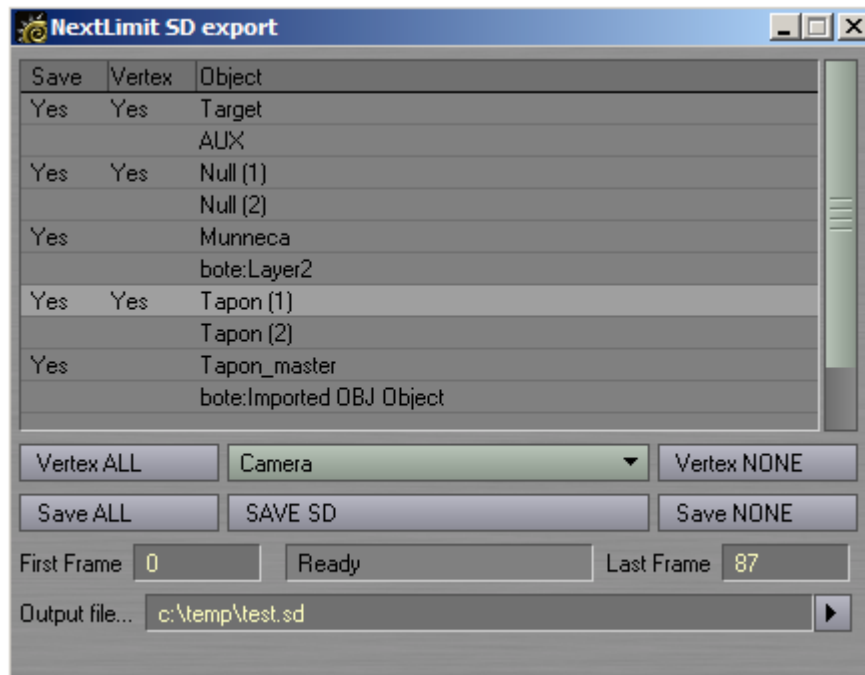 NextLimit SD export
Save Vertex Object
Yes Yes Target
AUX
Yes Yes Null (1)
Null (2)
Yes Munneca
bote:Layer2
Yes Yes Tapon (1)
Tapon (2)
Yes Tapon_master
bote:Imported OBJ Object
Vertex ALL Camera Vertex NONE
Save ALL SAVE SD Save NONE
First Frame 0 Ready Last Frame 87
Output file... c:\temp\test.sd